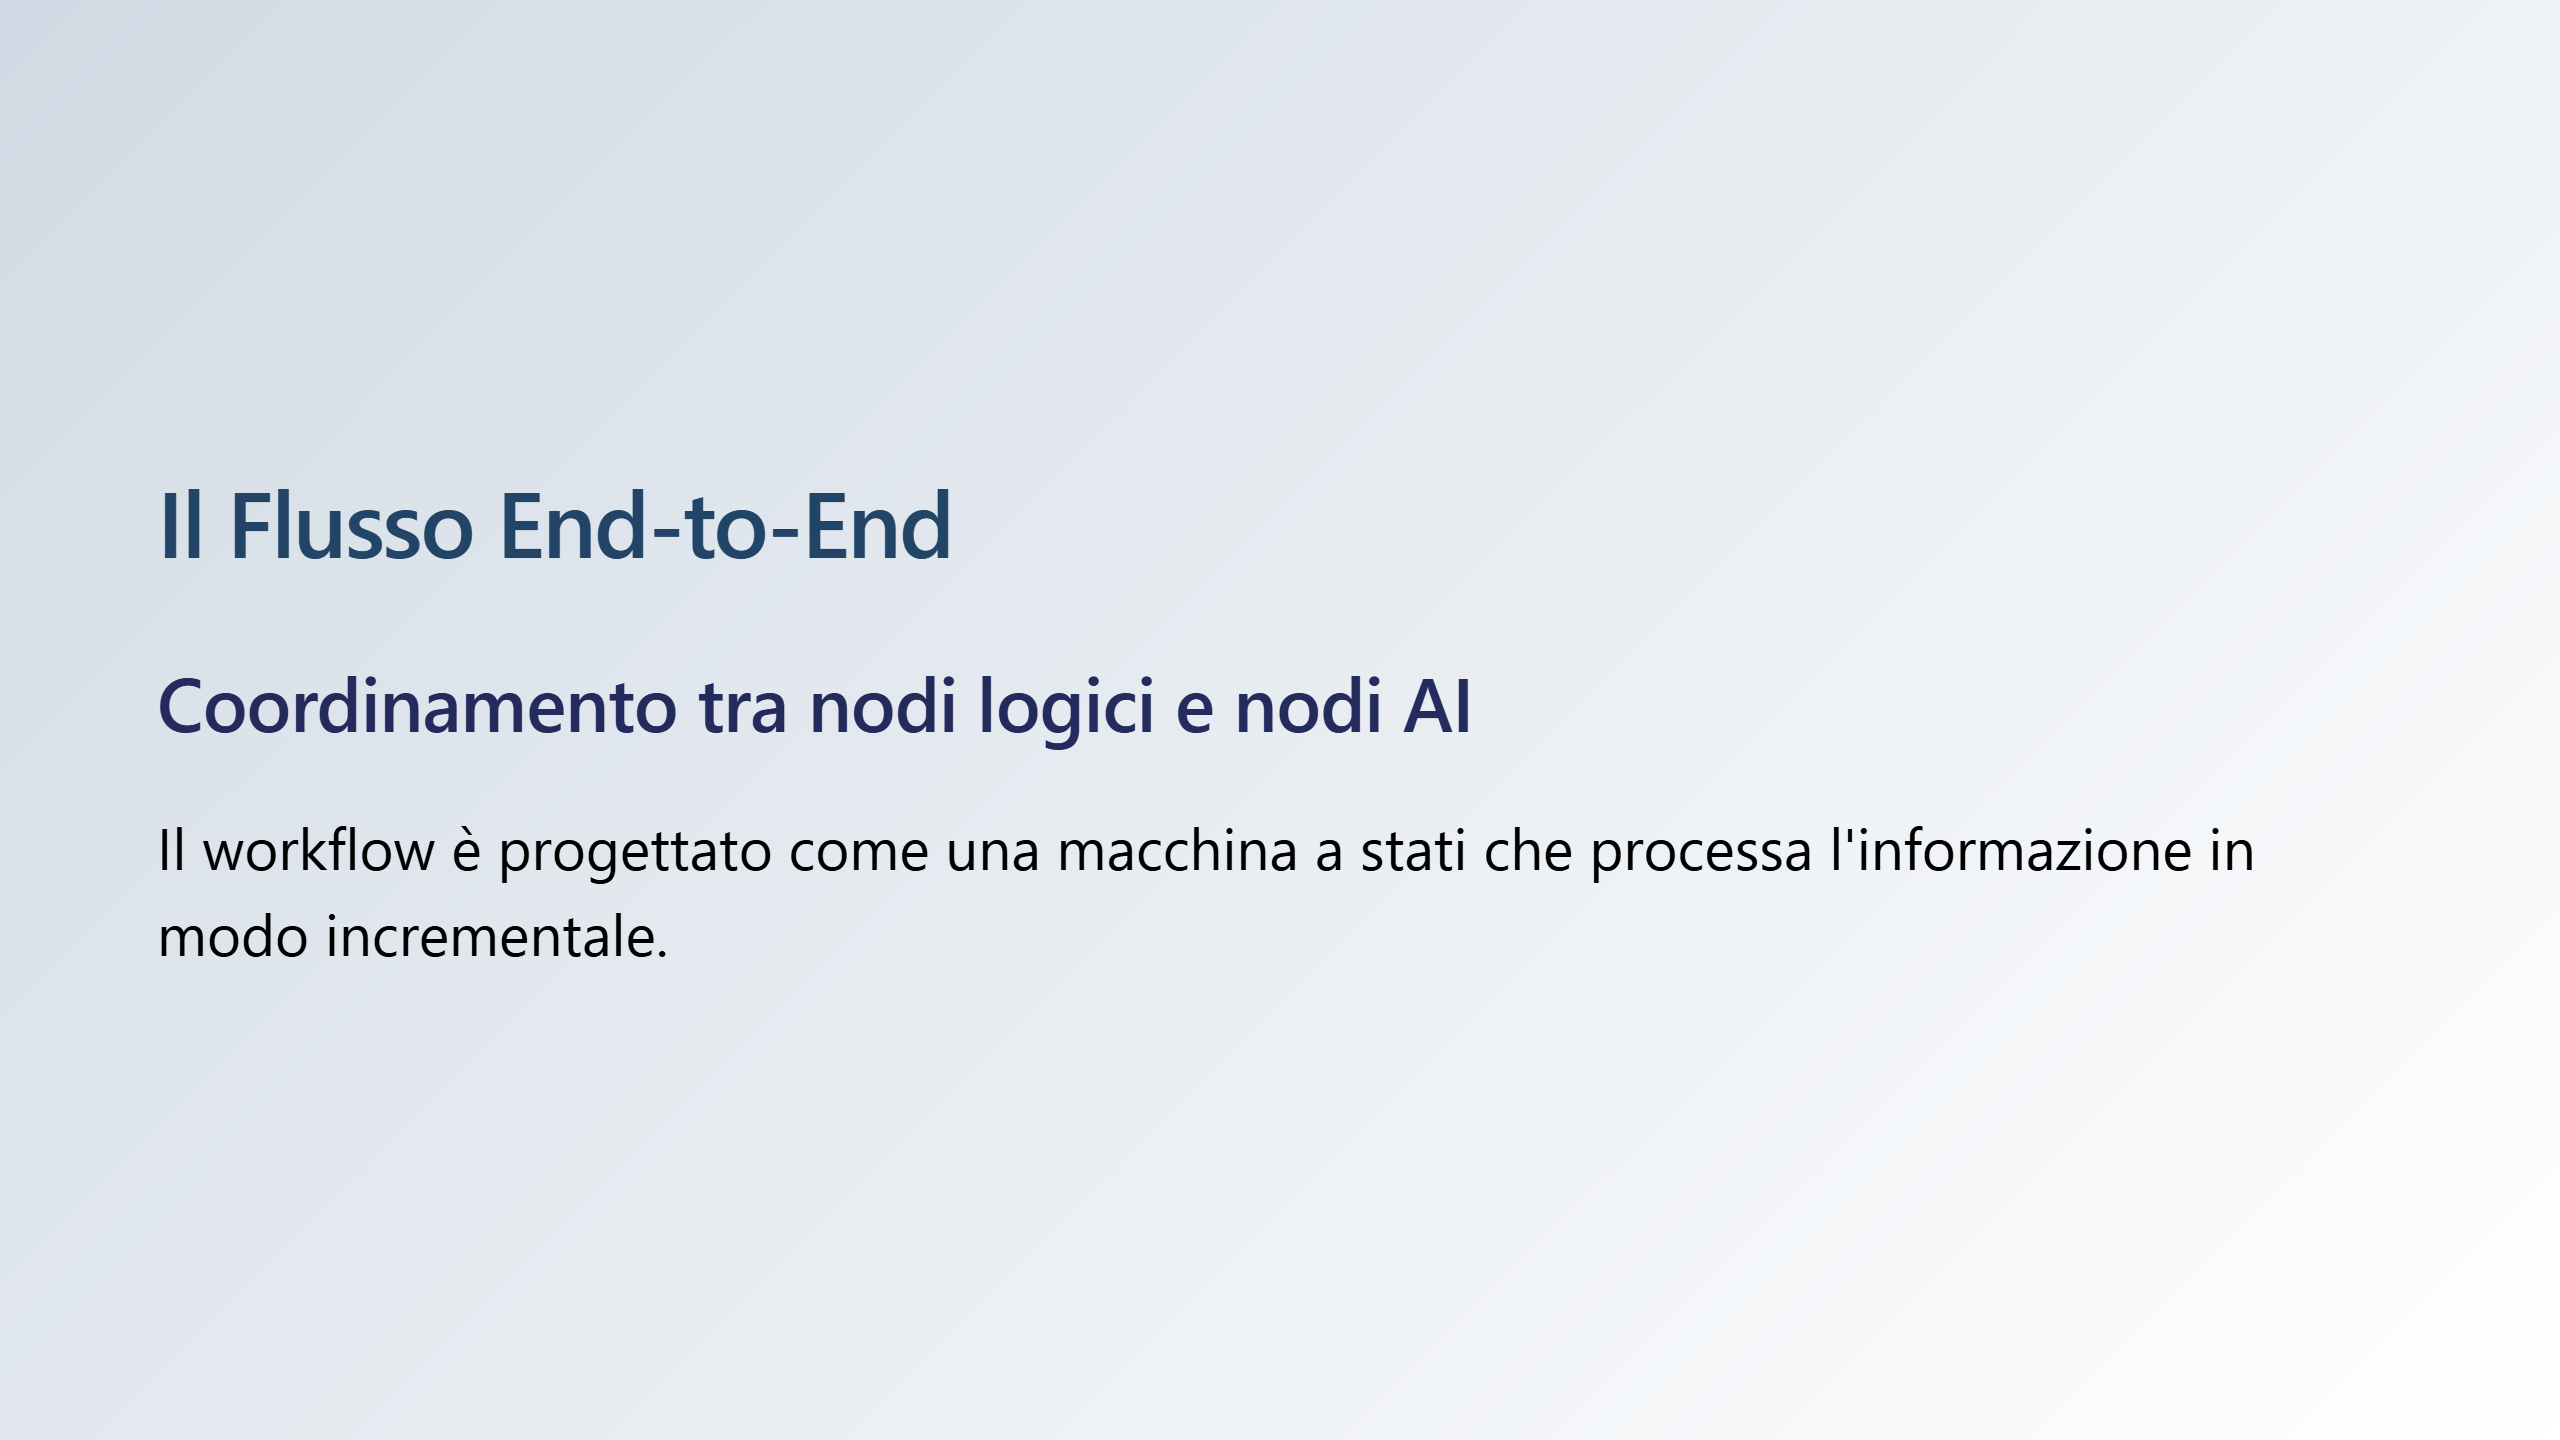 Il Flusso End-to-End
Coordinamento tra nodi logici e nodi AI
Il workflow è progettato come una macchina a stati che processa l'informazione in
modo incrementale.